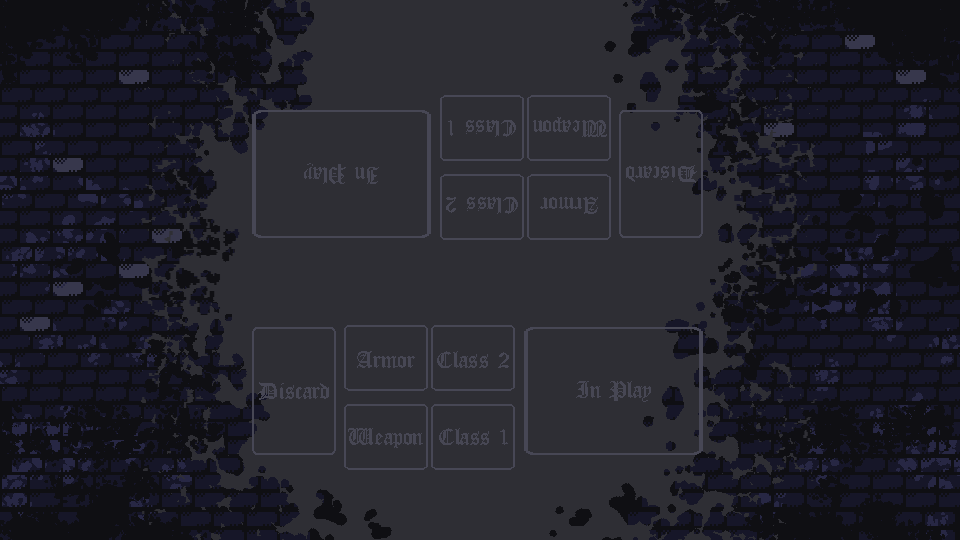 Class 1
Weapon
In Play
Discard
Class 2
Armor
Armor
Class 2
Discard
In Play
Weapon
Class 1